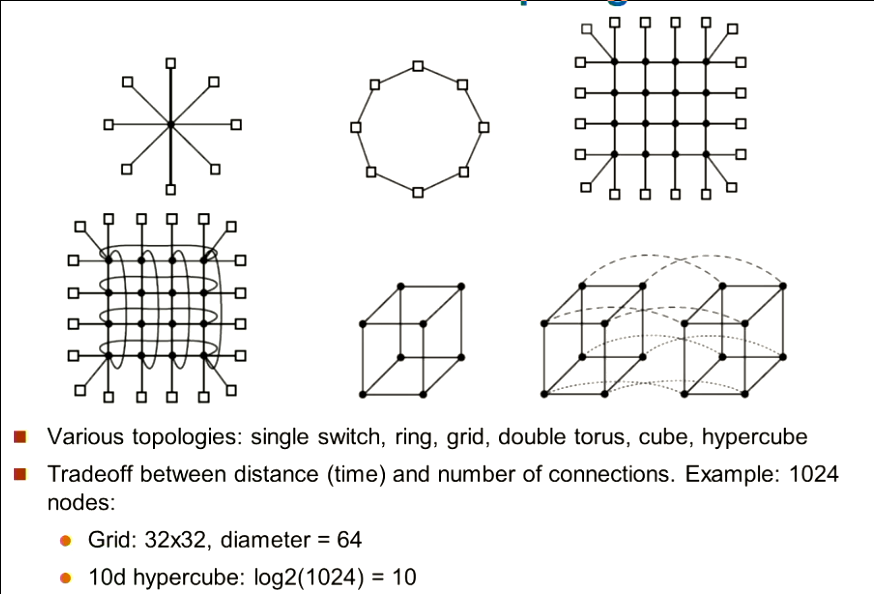 Various topologies: single switch, ring, grid, double torus, cube, hypercube
Tradeoff between distance (time) and number of connections. Example: 1024
nodes:
Grid: 32x32, diameter = 64
10d hypercube: log2(1024) = 10